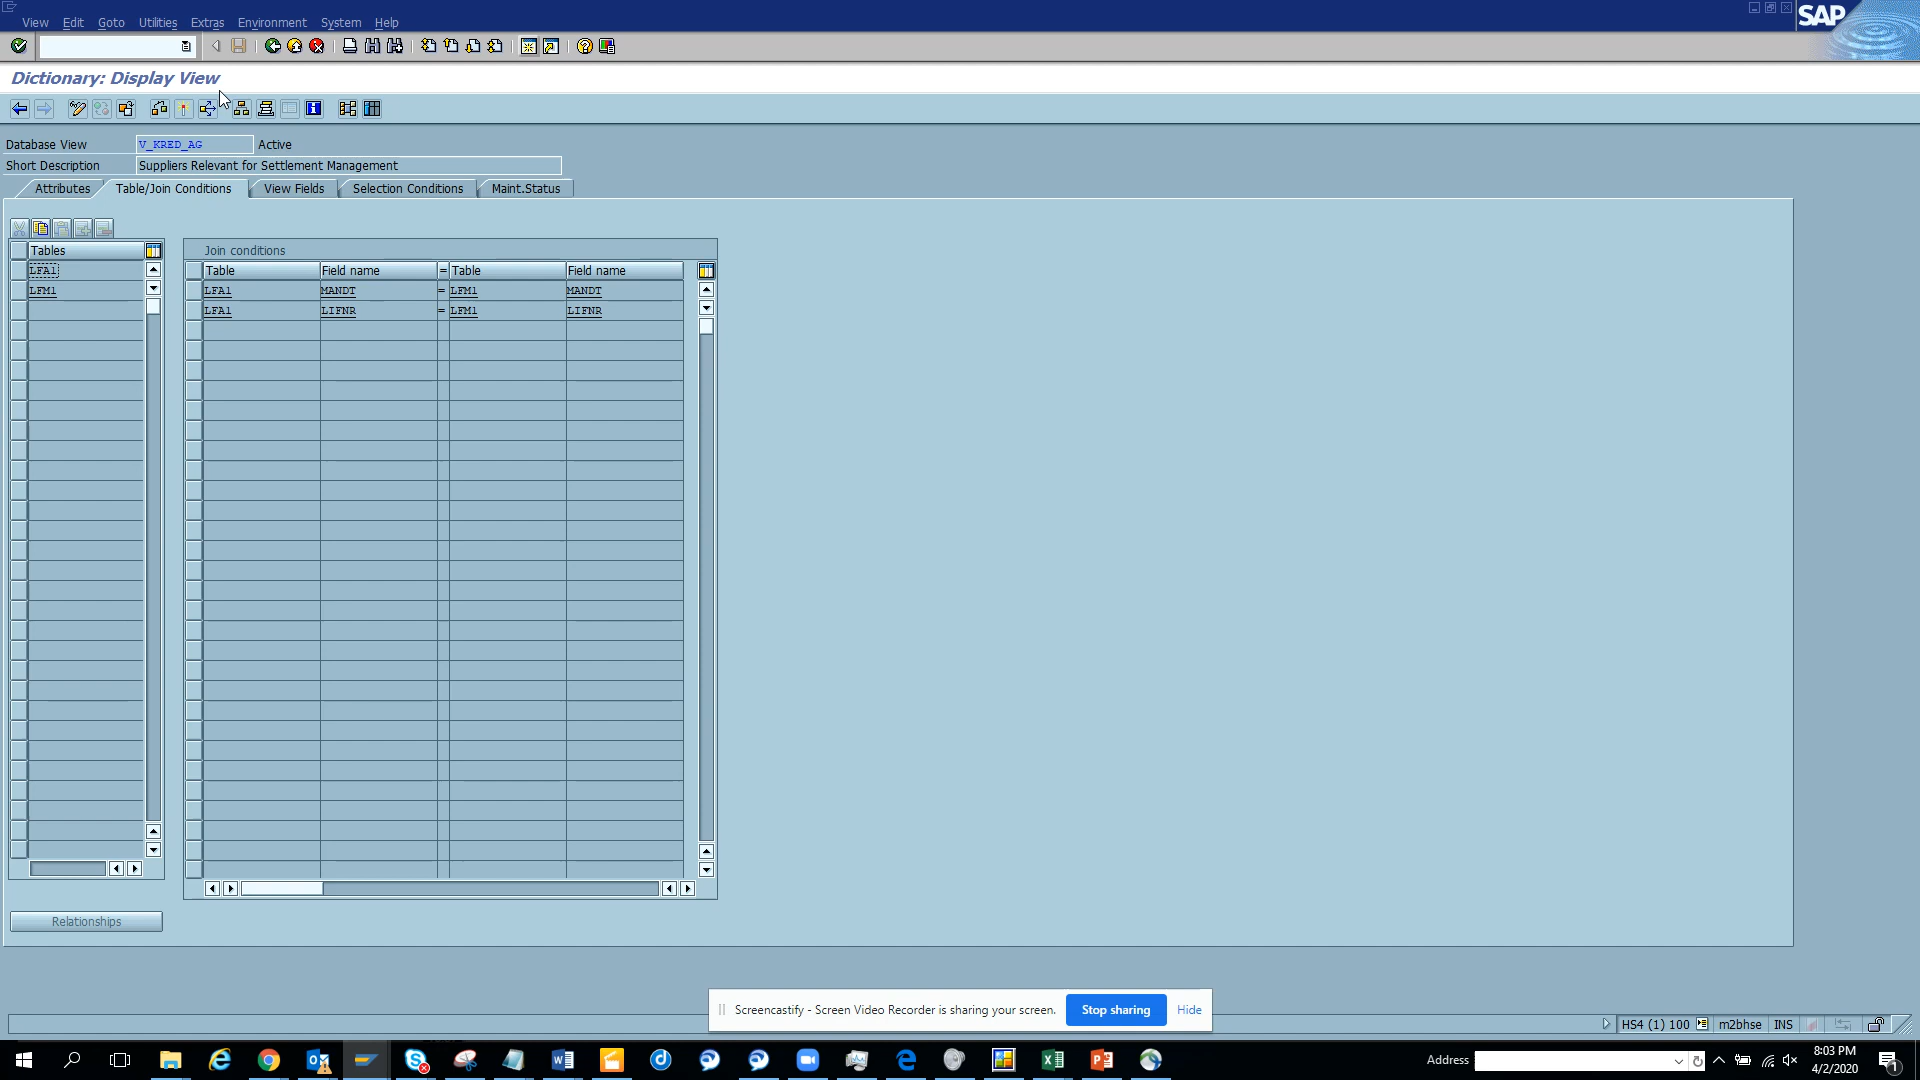 View Edit Goto Utilities Extras Environment System Help
SAP
Dictionary: Display View
Database View V_KRED_AG Active
Short Description Suppliers Relevant for Settlement Management
Attributes Table/Join Conditions View Fields Selection Conditions Maint.Status
Tables
LFA1
LFM1
Join conditions
Table Field name = Table Field name
LFA1 MANDT = LFM1 MANDT
LFA1 LIFNR = LFM1 LIFNR
Relationships
Screencastify - Screen Video Recorder is sharing your screen. Stop sharing Hide
HS4 (1) 100 m2bhse INS
Address
8:03 PM
4/2/2020
1